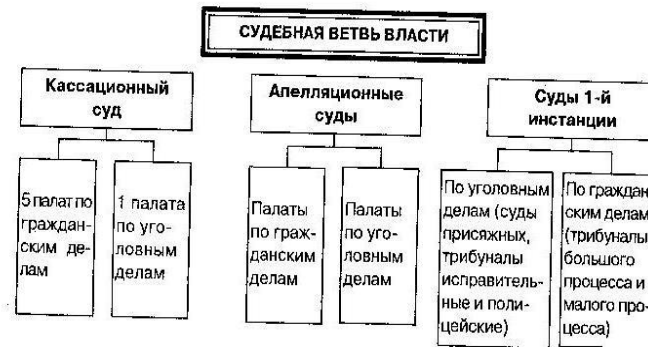 СУДЕБНАЯ ВЕТВЬ ВЛАСТИ
Кассационный
суд
Апелляционные
суды
Суды 1-й
инстанции
5 палат по
граждан-
ским де-
лам
1 палата
по уго-
ловным
делам
Палаты
по граж-
данским
делам
Палаты
по уго-
ловным
делам
По уголовным
делам (суды
присяжных,
трибуналы
исправитель-
ные и поли-
цейские)
По граждан-
ским делам
(трибуналы
большого
процесса и
малого про-
цесса)